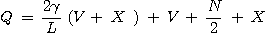 Q = 2γ/L (V + X ) + V + N/2 + X